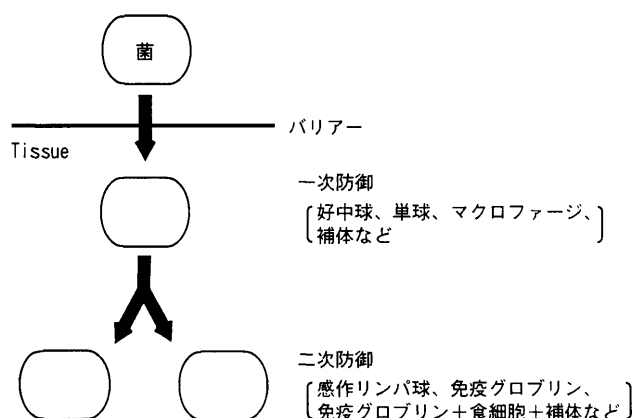 菌
バリアー
Tissue
一次防御
好中球、単球、マクロファージ、
補体など
二次防御
感作リンパ球、免疫グロブリン、
免疫グロブリン+食細胞+補体など